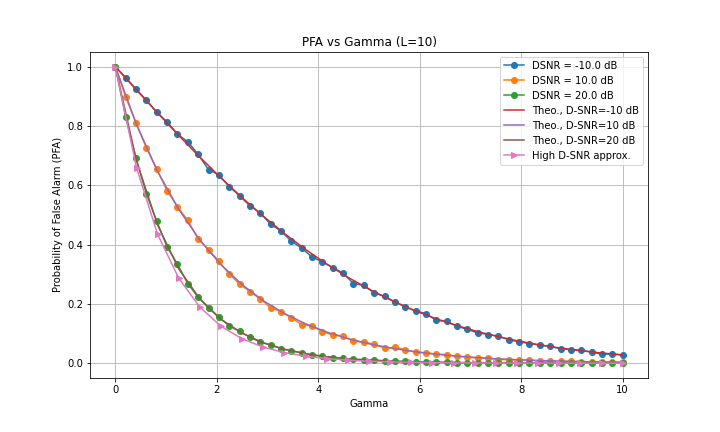 PFA vs Gamma (L=10)
DSNR = -10.0 dB
DSNR = 10.0 dB
DSNR = 20.0 dB
Theo., D-SNR=-10 dB
Theo., D-SNR=10 dB
Theo., D-SNR=20 dB
High D-SNR approx.
Probability of False Alarm (PFA)
1.0
0.8
0.6
0.4
0.2
0.0
0 2 4 6 8 10
Gamma